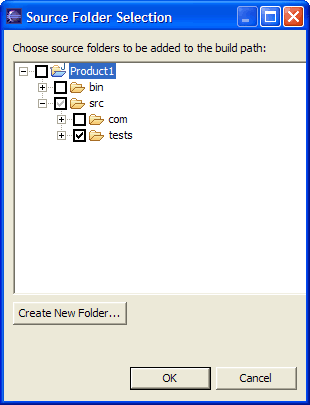 Source Folder Selection
Choose source folders to be added to the build path:
Product1
bin
src
com
tests
Create New Folder...
OK
Cancel